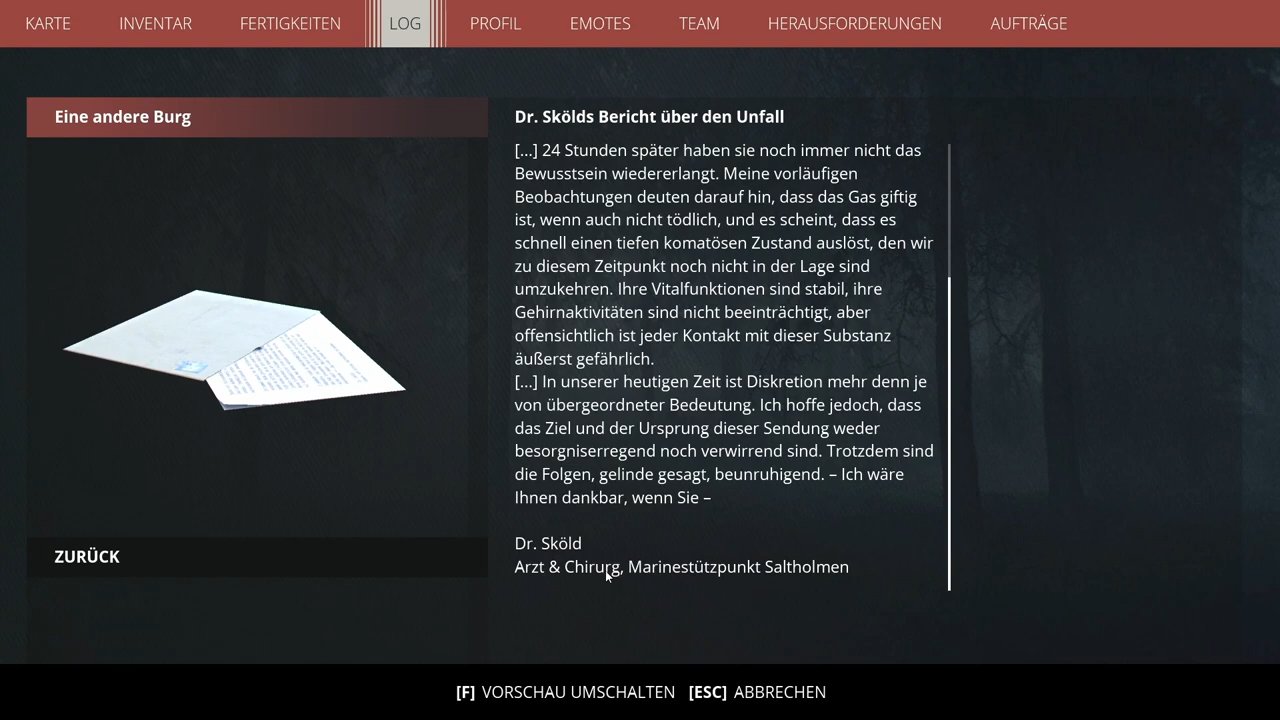 KARTE INVENTAR FERTIGKEITEN LOG PROFIL EMOTES TEAM HERAUSFORDERUNGEN AUFTRÄGE
Eine andere Burg
Dr. Skölds Bericht über den Unfall
[...] 24 Stunden später haben sie noch immer nicht das
Bewusstsein wiedererlangt. Meine vorläufigen
Beobachtungen deuten darauf hin, dass das Gas giftig
ist, wenn auch nicht tödlich, und es scheint, dass es
schnell einen tiefen komatösen Zustand auslöst, den wir
zu diesem Zeitpunkt noch nicht in der Lage sind
umzukehren. Ihre Vitalfunktionen sind stabil, ihre
Gehirnaktivitäten sind nicht beeinträchtigt, aber
offensichtlich ist jeder Kontakt mit dieser Substanz
äußerst gefährlich.
[...] In unserer heutigen Zeit ist Diskretion mehr denn je
von übergeordneter Bedeutung. Ich hoffe jedoch, dass
das Ziel und der Ursprung dieser Sendung weder
besorgniserregend noch verwirrend sind. Trotzdem sind
die Folgen, gelinde gesagt, beunruhigend. – Ich wäre
Ihnen dankbar, wenn Sie –
Dr. Sköld
Arzt & Chirurg, Marinestützpunkt Saltholmen
ZURÜCK
[F] VORSCHAU UMSCHALTEN [ESC] ABBRECHEN